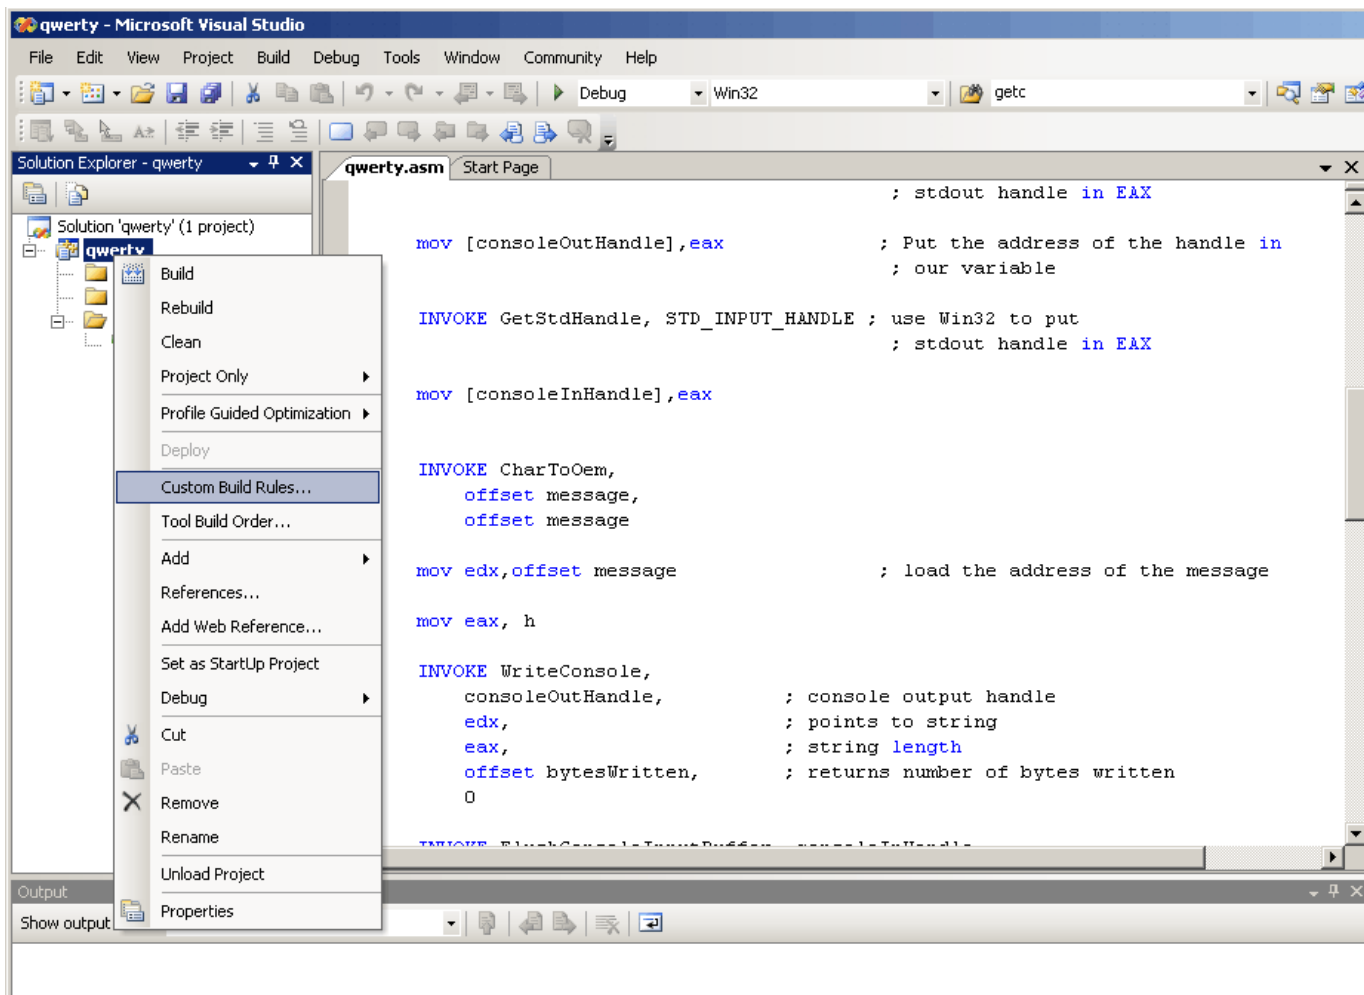 qwerty - Microsoft Visual Studio
File Edit View Project Build Debug Tools Window Community Help
Debug Win32 getc
Solution Explorer - qwerty
qwerty.asm Start Page
Solution 'qwerty' (1 project)
qwerty
Build
Rebuild
Clean
Project Only
Profile Guided Optimization
Deploy
Custom Build Rules...
Tool Build Order...
Add
References...
Add Web Reference...
Set as StartUp Project
Debug
Cut
Paste
Remove
Rename
Unload Project
Properties
; stdout handle in EAX
mov [consoleOutHandle],eax ; Put the address of the handle in
; our variable
INVOKE GetStdHandle, STD_INPUT_HANDLE ; use Win32 to put
; stdout handle in EAX
mov [consoleInHandle],eax
INVOKE CharToOem,
offset message,
offset message
mov edx,offset message ; load the address of the message
mov eax, h
INVOKE WriteConsole,
consoleOutHandle, ; console output handle
edx, ; points to string
eax, ; string length
offset bytesWritten, ; returns number of bytes written
0
INVOKE FlushConsoleInputBuffer, consoleInHandle
Output
Show output